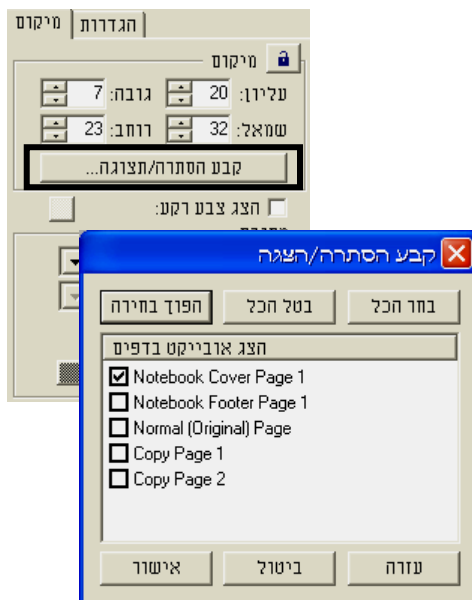 מיקום הגדרות
מיקום
עליון: 20 גובה: 7
שמאל: 32 רוחב: 23
קבע הסתרה/תצוגה...
הצג צבע רקע:
קבע הסתרה/הצגה
בחר הכל בטל הכל הפוך בחירה
הצג אובייקט בדפים
Notebook Cover Page 1
Notebook Footer Page 1
Normal (Original) Page
Copy Page 1
Copy Page 2
עזרה ביטול אישור